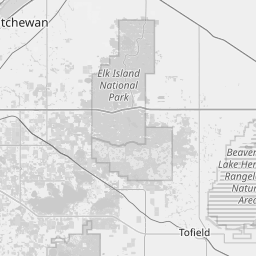 tchewan
Elk Island
National
Park
Beaver
Lake Her
Rangel
Natur
Area
Tofield